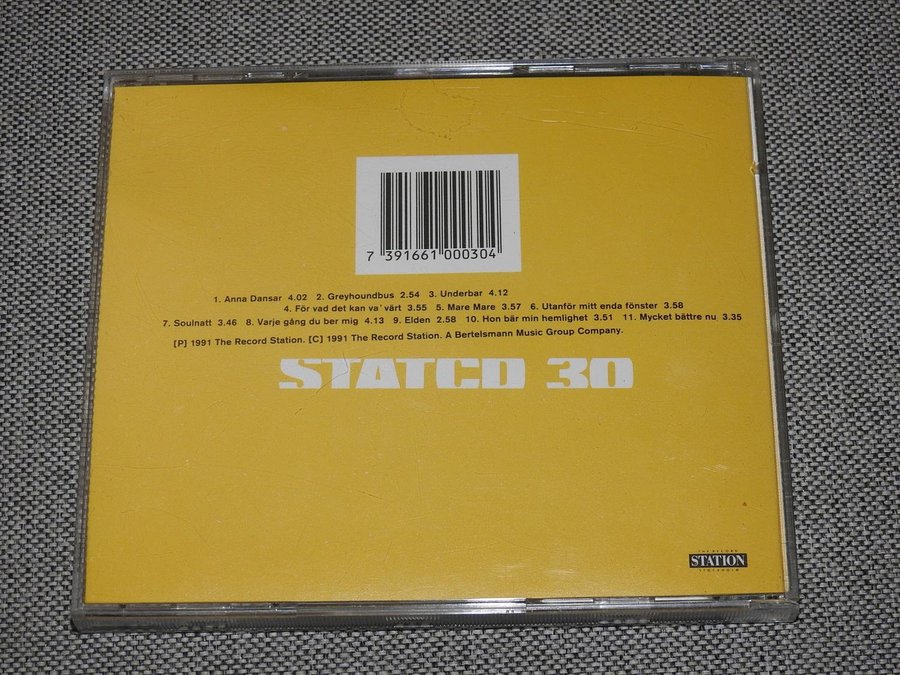 7 391661 000304
1. Anna Dansar 4.02 2. Greyhoundbus 2.54 3. Underbar 4.12
4. För vad det kan va' värt 3.55 5. Mare Mare 3.57 6. Utanför mitt enda fönster 3.58
7. Soulnatt 3.46 8. Varje gång du ber mig 4.13 9. Elden 2.58 10. Hon bär min hemlighet 3.51 11. Mycket bättre nu 3.35
[P] 1991 The Record Station. [C] 1991 The Record Station. A Bertelsmann Music Group Company.
STATCD 30
THE RECORD
STATION
STOCKHOLM